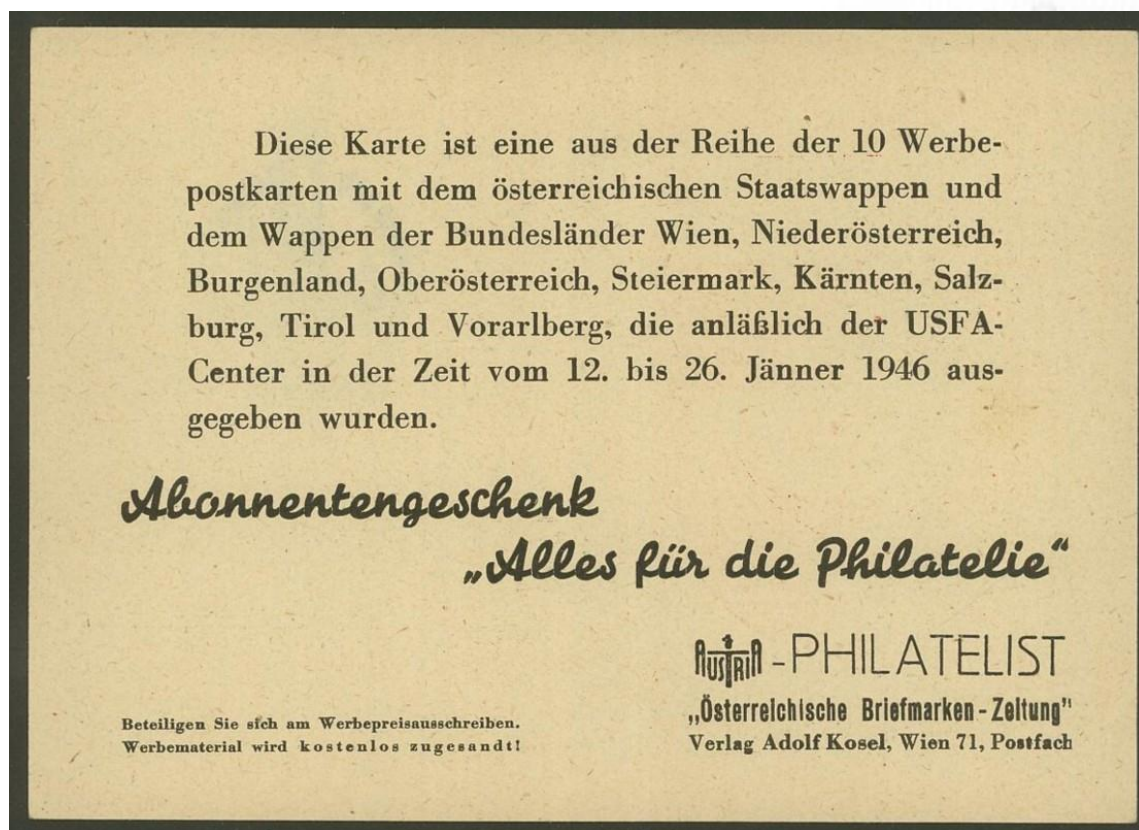 Diese Karte ist eine aus der Reihe der 10 Werbe-
postkarten mit dem österreichischen Staatswappen und
dem Wappen der Bundesländer Wien, Niederösterreich,
Burgenland, Oberösterreich, Steiermark, Kärnten, Salz-
burg, Tirol und Vorarlberg, die anläßlich der USFA-
Center in der Zeit vom 12. bis 26. Jänner 1946 aus-
gegeben wurden.
Abonnentengeschenk
„Alles für die Philatelie“
AUSTRIA-PHILATELIST
„Österreichische Briefmarken-Zeitung"
Verlag Adolf Kosel, Wien 71, Postfach
Beteiligen Sie sich am Werbepreisausschreiben.
Werbematerial wird kostenlos zugesandt!